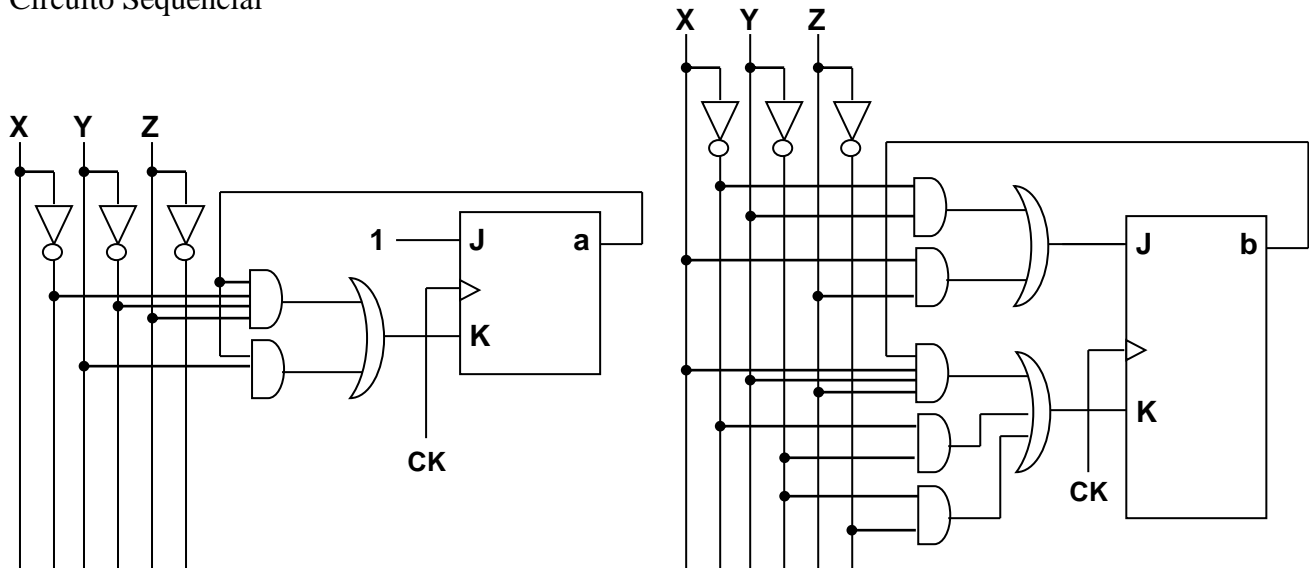 Circuito Sequencial
X Y Z
1 J a
K
CK
X Y Z
J b
K
CK